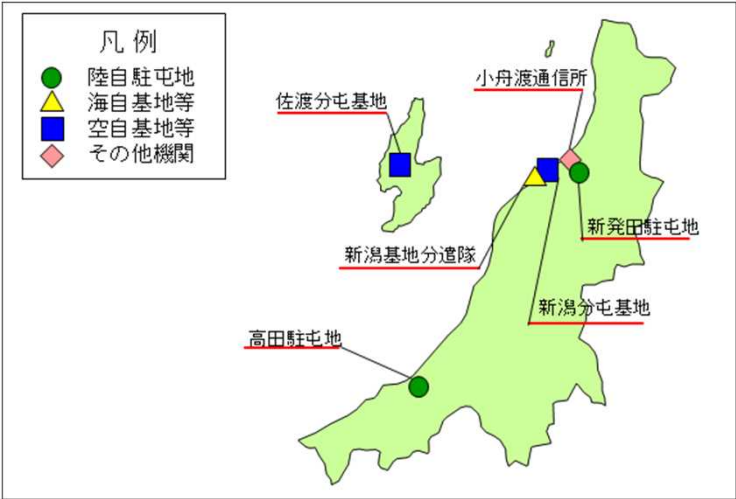 凡例
陸自駐屯地
海自基地等
空自基地等
その他機関
小舟渡通信所
佐渡分屯基地
新発田駐屯地
新潟基地分遣隊
新潟分屯基地
高田駐屯地